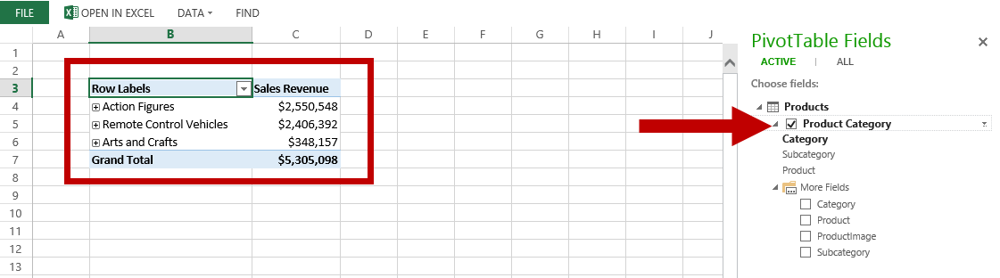 FILE OPEN IN EXCEL DATA FIND
A B C D E F G H I J
1
2
3 Row Labels Sales Revenue
4 Action Figures $2,550,548
5 Remote Control Vehicles $2,406,392
6 Arts and Crafts $348,157
7 Grand Total $5,305,098
8
9
10
11
12
13
PivotTable Fields
ACTIVE ALL
Choose fields:
Products
Product Category
Category
Subcategory
Product
More Fields
Category
Product
ProductImage
Subcategory